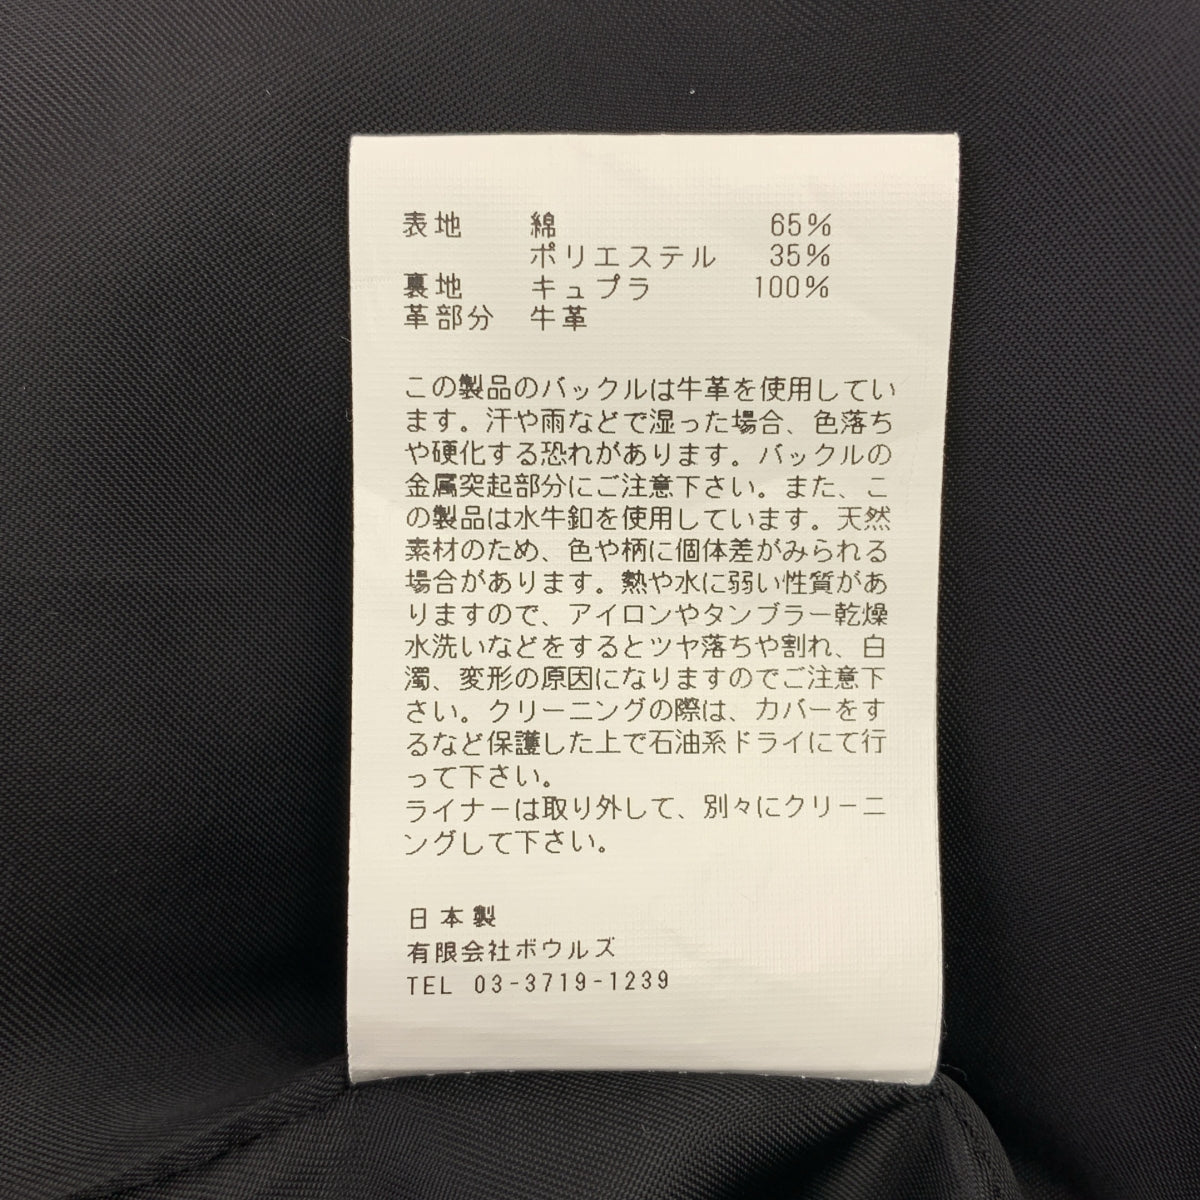 表地 綿 65%
ポリエステル 35%
裏地 キュプラ 100%
革部分 牛革
この製品のバックルは牛革を使用してい
ます。汗や雨などで湿った場合、色落ち
や硬化する恐れがあります。バックルの
金属突起部分にご注意下さい。また、こ
の製品は水牛釦を使用しています。天然
素材のため、色や柄に個体差がみられる
場合があります。熱や水に弱い性質があ
りますので、アイロンやタンブラー乾燥
水洗いなどをするとツヤ落ちや割れ、白
濁、変形の原因になりますのでご注意下
さい。クリーニングの際は、カバーをす
るなど保護した上で石油系ドライにて行
って下さい。
ライナーは取り外して、別々にクリーニ
ングして下さい。
日本製
有限会社ボウルズ
TEL 03-3719-1239